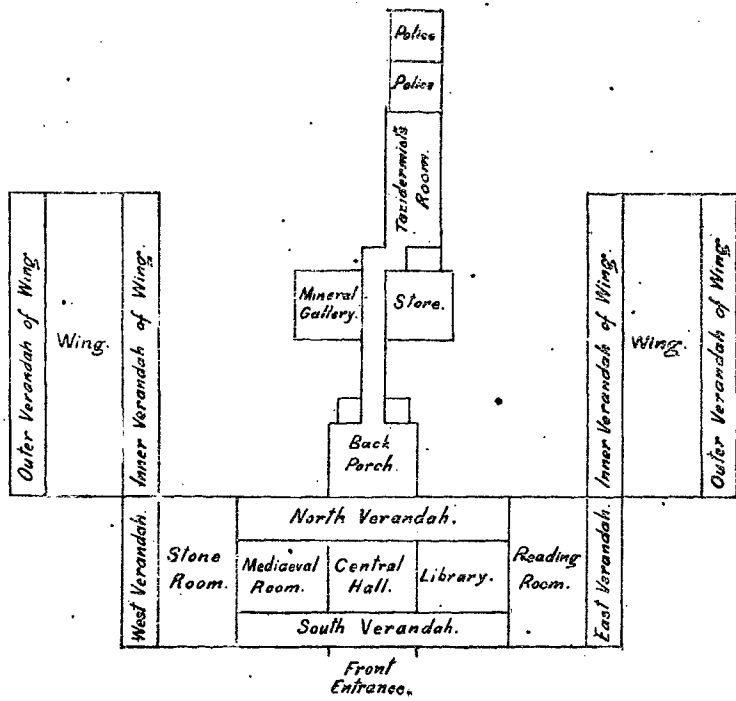 Police
Police
Taxidermist's
Room.
Outer Verandah of Wing
Wing.
Inner Verandah of Wing.
Mineral
Gallery.
Store.
Inner Verandah of Wing.
Wing.
Outer Verandah of Wing
Back
Porch.
West Verandah.
Stone
Room.
North Verandah.
Mediaeval
Room.
Central
Hall.
Library.
South Verandah.
Reading
Room.
East Verandah.
Front
Entrance.